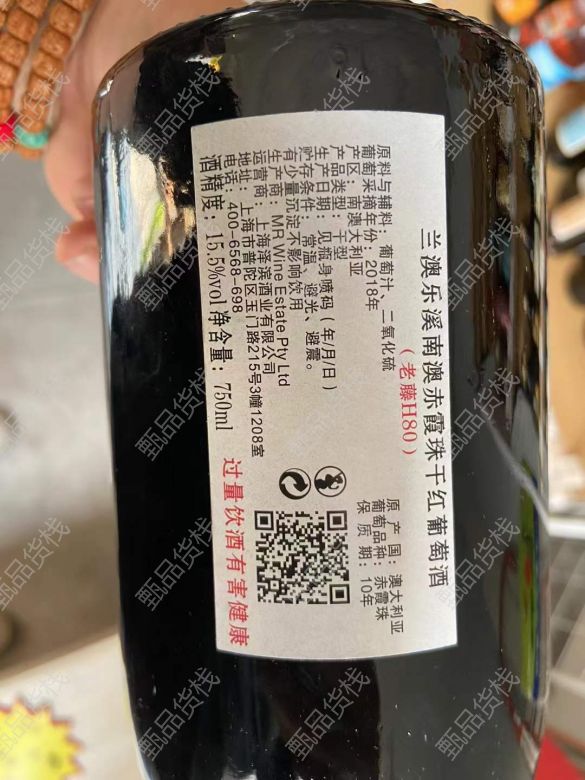 兰澳乐溪南澳赤霞珠干红葡萄酒
（老藤H80）
原料与辅料：葡萄汁、二氧化硫
葡萄采摘年份：2018年
产区：南澳大利亚
产品类型：干型
生产日期：见瓶身喷码（年/月/日）
贮存条件：常温、避光、避震。
有少量沉淀不影响饮用
生产商：MR Wine Estate Pty Ltd
运营商：上海泽滨酒业有限公司
地址：上海市普陀区玉门路215号3幢1208室
电话：400-6568-698
酒精度：15.5%vol 净含量：750ml
原产国：澳大利亚
葡萄品种：赤霞珠
保质期：10年
过量饮酒有害健康
甄品货栈